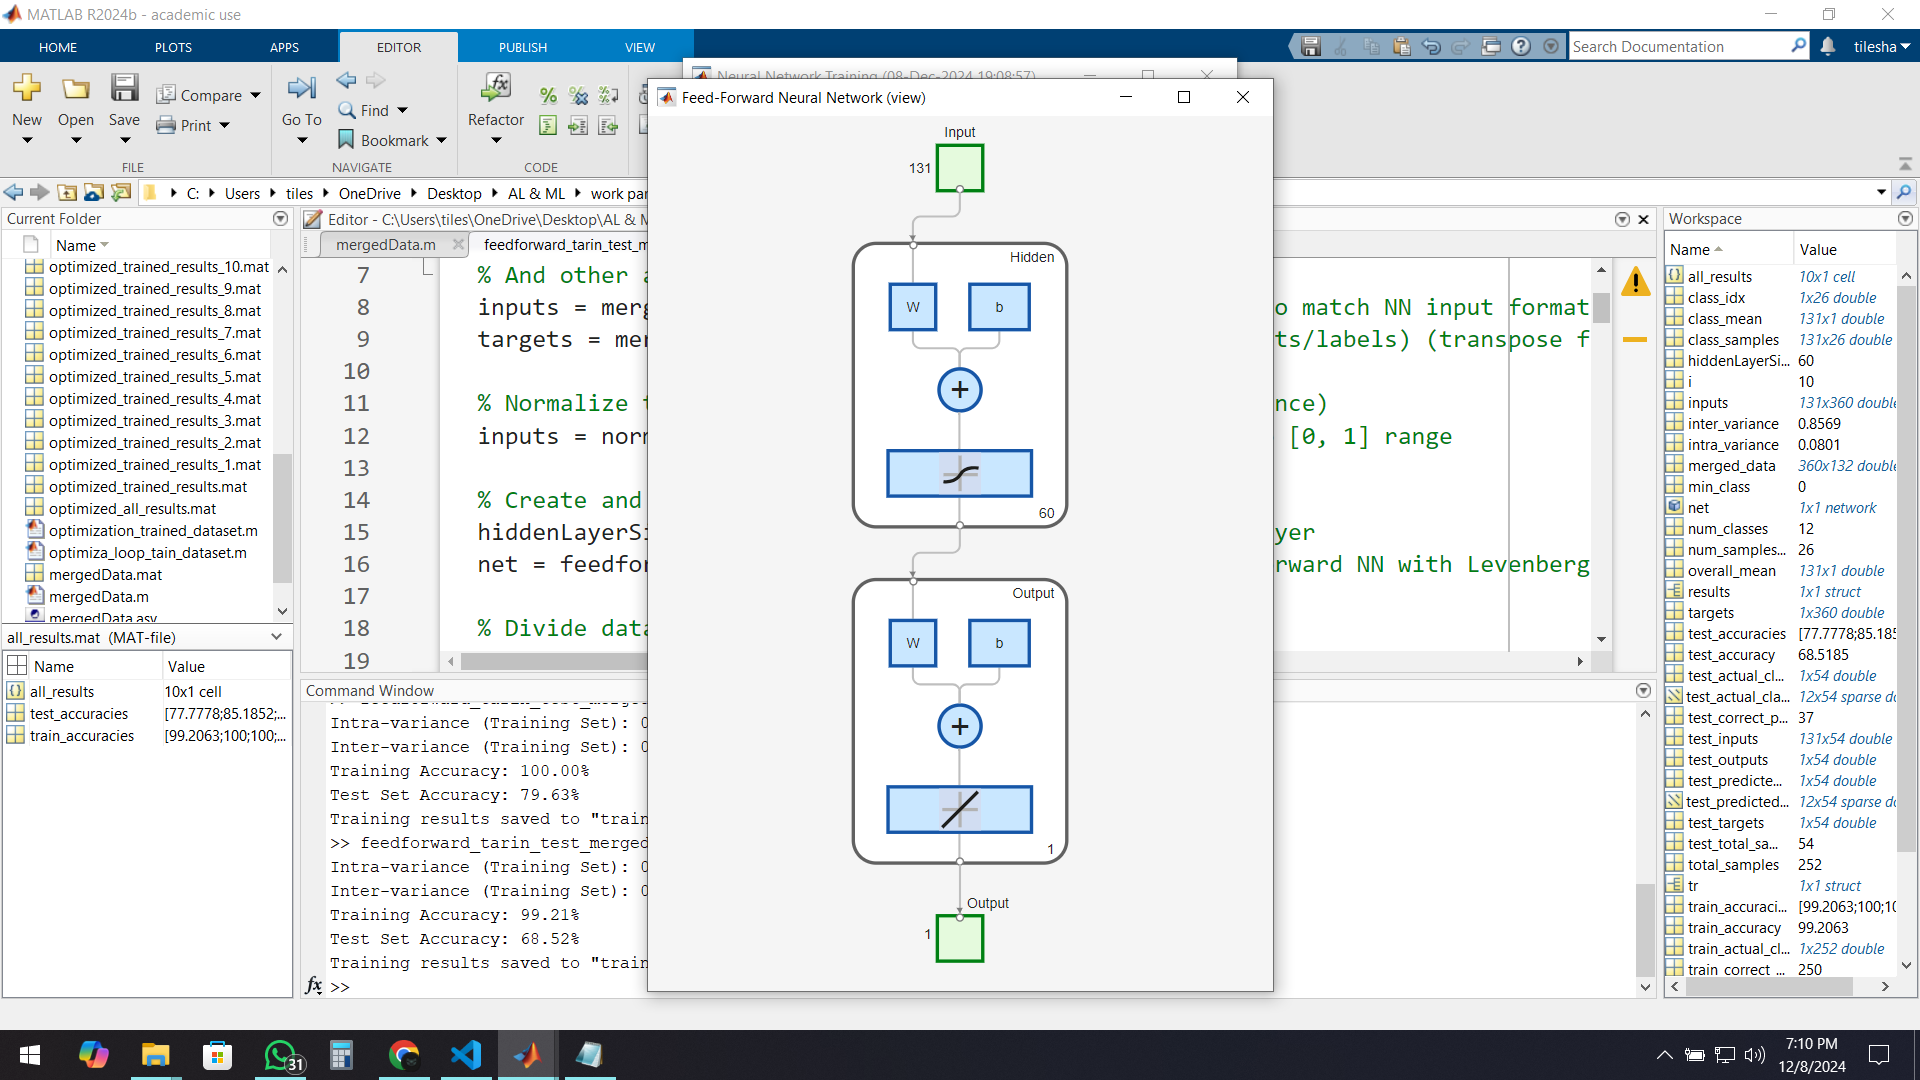 MATLAB R2024b - academic use
HOME PLOTS APPS EDITOR PUBLISH VIEW
Search Documentation
tilesha
New Open Save Compare Print
FILE
Go To Find Bookmark
NAVIGATE
Refactor
CODE
Neural Network Training (08-Dec-2024 19:08:57)
Feed-Forward Neural Network (view)
Input
131
Hidden
W b
+
60
Output
W b
+
1
Output
1
C: Users tiles OneDrive Desktop AL & ML work
Current Folder
Name
optimized_trained_results_10.mat
optimized_trained_results_9.mat
optimized_trained_results_8.mat
optimized_trained_results_7.mat
optimized_trained_results_6.mat
optimized_trained_results_5.mat
optimized_trained_results_4.mat
optimized_trained_results_3.mat
optimized_trained_results_2.mat
optimized_trained_results_1.mat
optimized_trained_results.mat
optimized_all_results.mat
optimization_trained_dataset.m
optimiza_loop_tain_dataset.m
mergedData.mat
mergedData.m
mergedData.asv
all_results.mat (MAT-file)
Name Value
all_results 10x1 cell
test_accuracies [77.7778;85.1852;...
train_accuracies [99.2063;100;100;...
Editor - C:\Users\tiles\OneDrive\Desktop\AL &
mergedData.m feedforward_tarin_test_m
7 % And other
8 inputs = mer o match NN input format
9 targets = me ts/labels) (transpose f
10
11 % Normalize nce)
12 inputs = nor [0, 1] range
13
14 % Create and
15 hiddenLayerS yer
16 net = feedfor rward NN with Levenberg
17
18 % Divide data
19
Command Window
>> feedforward_tarin_test_merged
Intra-variance (Training Set): 0
Inter-variance (Training Set): 0
Training Accuracy: 100.00%
Test Set Accuracy: 79.63%
Training results saved to "train
>> feedforward_tarin_test_merged
Intra-variance (Training Set): 0
Inter-variance (Training Set): 0
Training Accuracy: 99.21%
Test Set Accuracy: 68.52%
Training results saved to "train
fx >>
Workspace
Name Value
all_results 10x1 cell
class_idx 1x26 double
class_mean 131x1 double
class_samples 131x26 double
hiddenLayerSi... 60
i 10
inputs 131x360 double
inter_variance 0.8569
intra_variance 0.0801
merged_data 360x132 double
min_class 0
net 1x1 network
num_classes 12
num_samples... 26
overall_mean 131x1 double
results 1x1 struct
targets 1x360 double
test_accuracies [77.7778;85.185
test_accuracy 68.5185
test_actual_cl... 1x54 double
test_actual_cla... 12x54 sparse do
test_correct_p... 37
test_inputs 131x54 double
test_outputs 1x54 double
test_predicte... 1x54 double
test_predicted... 12x54 sparse do
test_targets 1x54 double
test_total_sa... 54
total_samples 252
tr 1x1 struct
train_accuraci... [99.2063;100;10
train_accuracy 99.2063
train_actual_cl... 1x252 double
train_correct_... 250
31
7:10 PM
12/8/2024